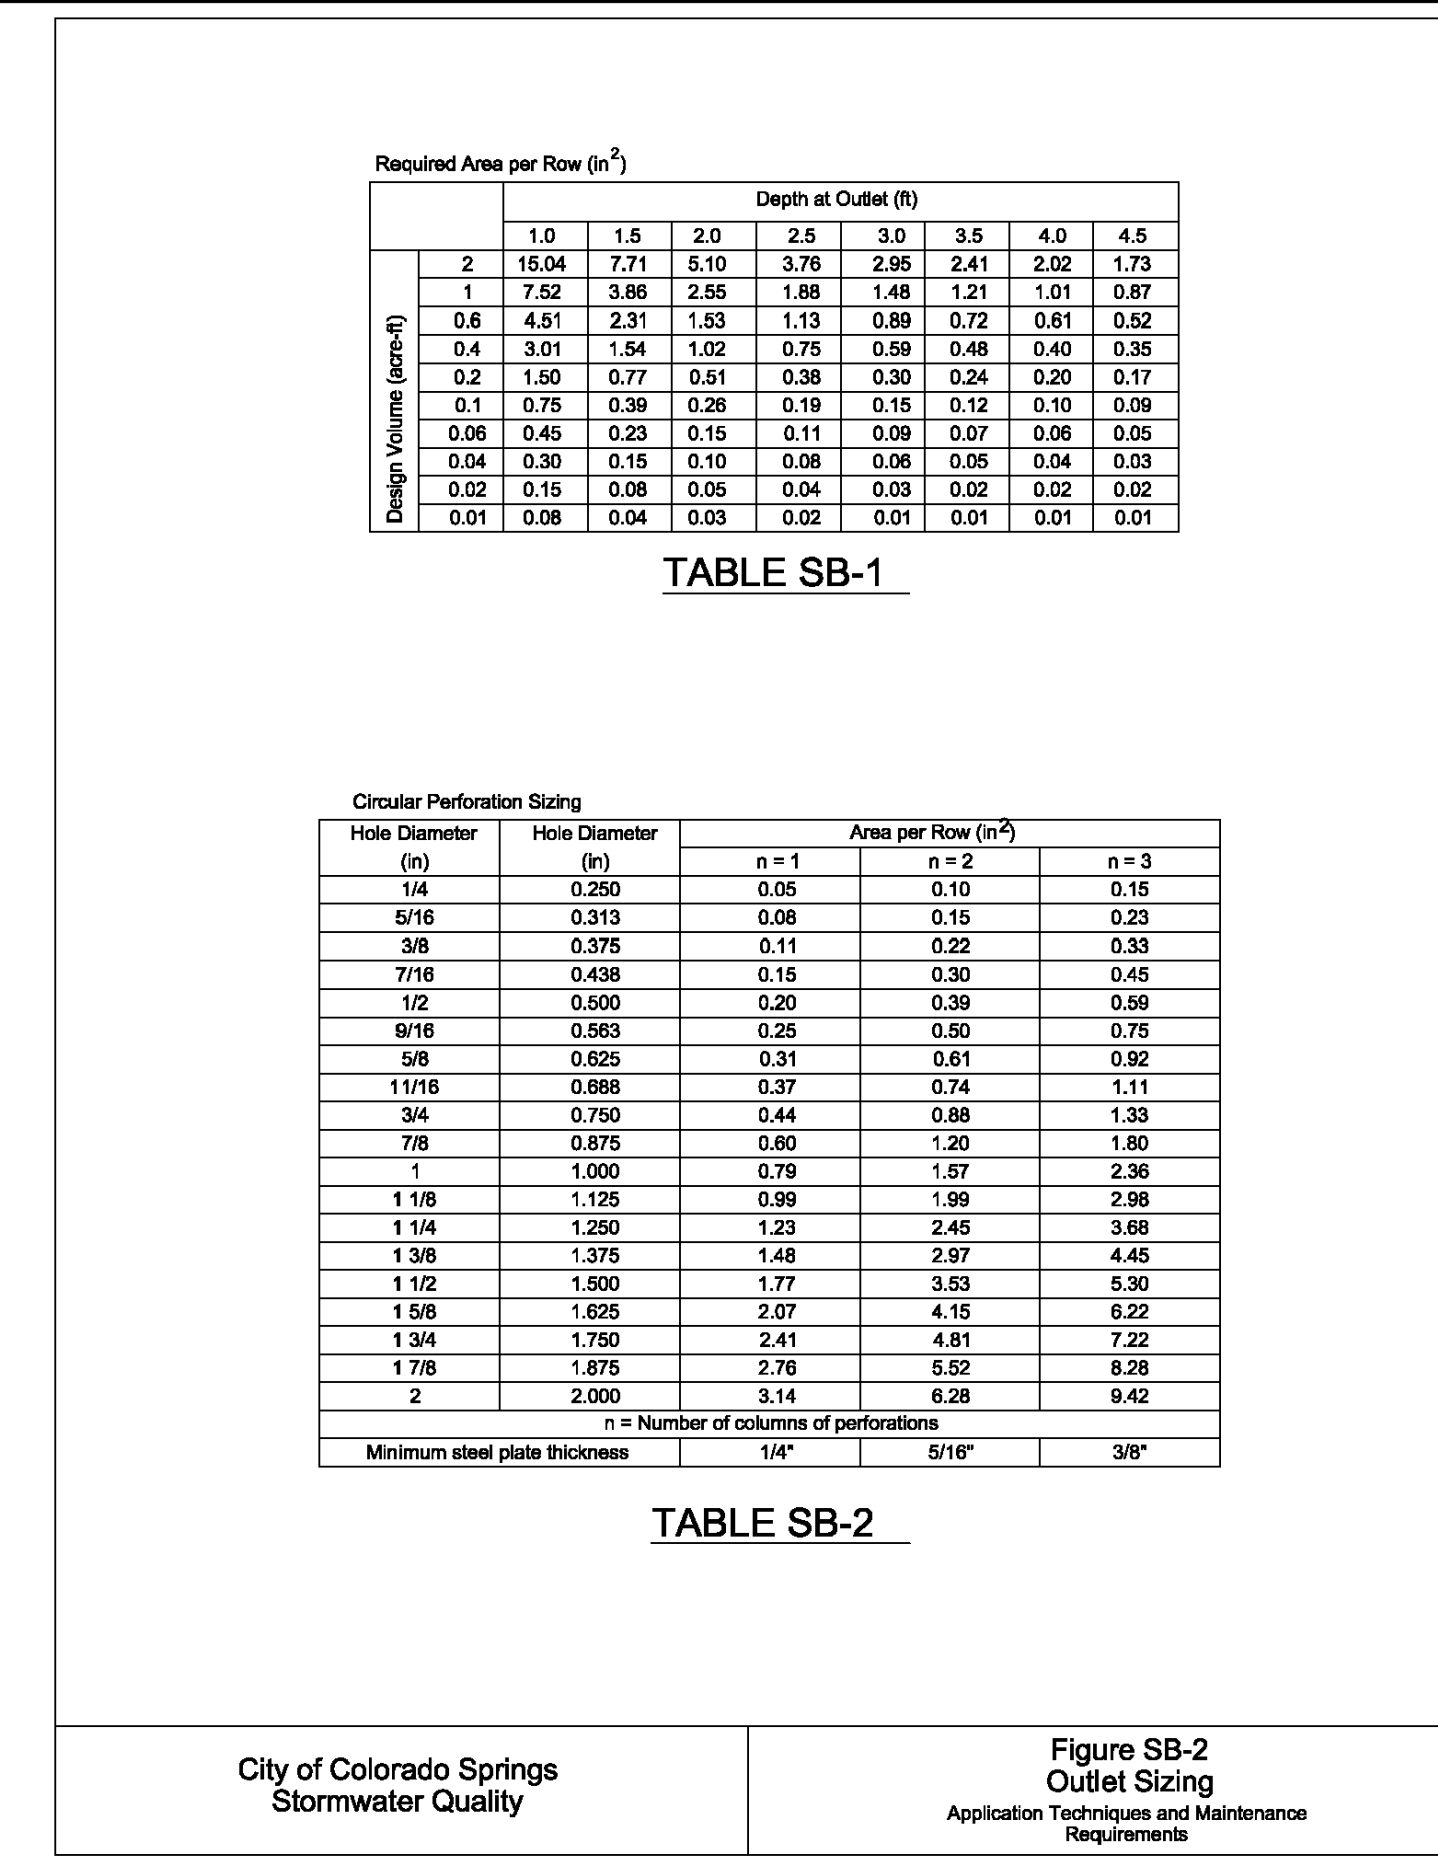 Required Area per Row (in2)
Depth at Outlet (ft)
1.0 1.5 2.0 2.5 3.0 3.5 4.0 4.5
Design Volume (acre-ft)
2 15.04 7.71 5.10 3.76 2.95 2.41 2.02 1.73
1 7.52 3.86 2.55 1.88 1.48 1.21 1.01 0.87
0.6 4.51 2.31 1.53 1.13 0.89 0.72 0.61 0.52
0.4 3.01 1.54 1.02 0.75 0.59 0.48 0.40 0.35
0.2 1.50 0.77 0.51 0.38 0.30 0.24 0.20 0.17
0.1 0.75 0.39 0.26 0.19 0.15 0.12 0.10 0.09
0.06 0.45 0.23 0.15 0.11 0.09 0.07 0.06 0.05
0.04 0.30 0.15 0.10 0.08 0.06 0.05 0.04 0.03
0.02 0.15 0.08 0.05 0.04 0.03 0.02 0.02 0.02
0.01 0.08 0.04 0.03 0.02 0.01 0.01 0.01 0.01
TABLE SB-1
Circular Perforation Sizing
Hole Diameter Hole Diameter Area per Row (in2)
(in) (in) n = 1 n = 2 n = 3
1/4 0.250 0.05 0.10 0.15
5/16 0.313 0.08 0.15 0.23
3/8 0.375 0.11 0.22 0.33
7/16 0.438 0.15 0.30 0.45
1/2 0.500 0.20 0.39 0.59
9/16 0.563 0.25 0.50 0.75
5/8 0.625 0.31 0.61 0.92
11/16 0.688 0.37 0.74 1.11
3/4 0.750 0.44 0.88 1.33
7/8 0.875 0.60 1.20 1.80
1 1.000 0.79 1.57 2.36
1 1/8 1.125 0.99 1.99 2.98
1 1/4 1.250 1.23 2.45 3.68
1 3/8 1.375 1.48 2.97 4.45
1 1/2 1.500 1.77 3.53 5.30
1 5/8 1.625 2.07 4.15 6.22
1 3/4 1.750 2.41 4.81 7.22
1 7/8 1.875 2.76 5.52 8.28
2 2.000 3.14 6.28 9.42
n = Number of columns of perforations
Minimum steel plate thickness 1/4" 5/16" 3/8"
TABLE SB-2
City of Colorado Springs
Stormwater Quality
Figure SB-2
Outlet Sizing
Application Techniques and Maintenance
Requirements